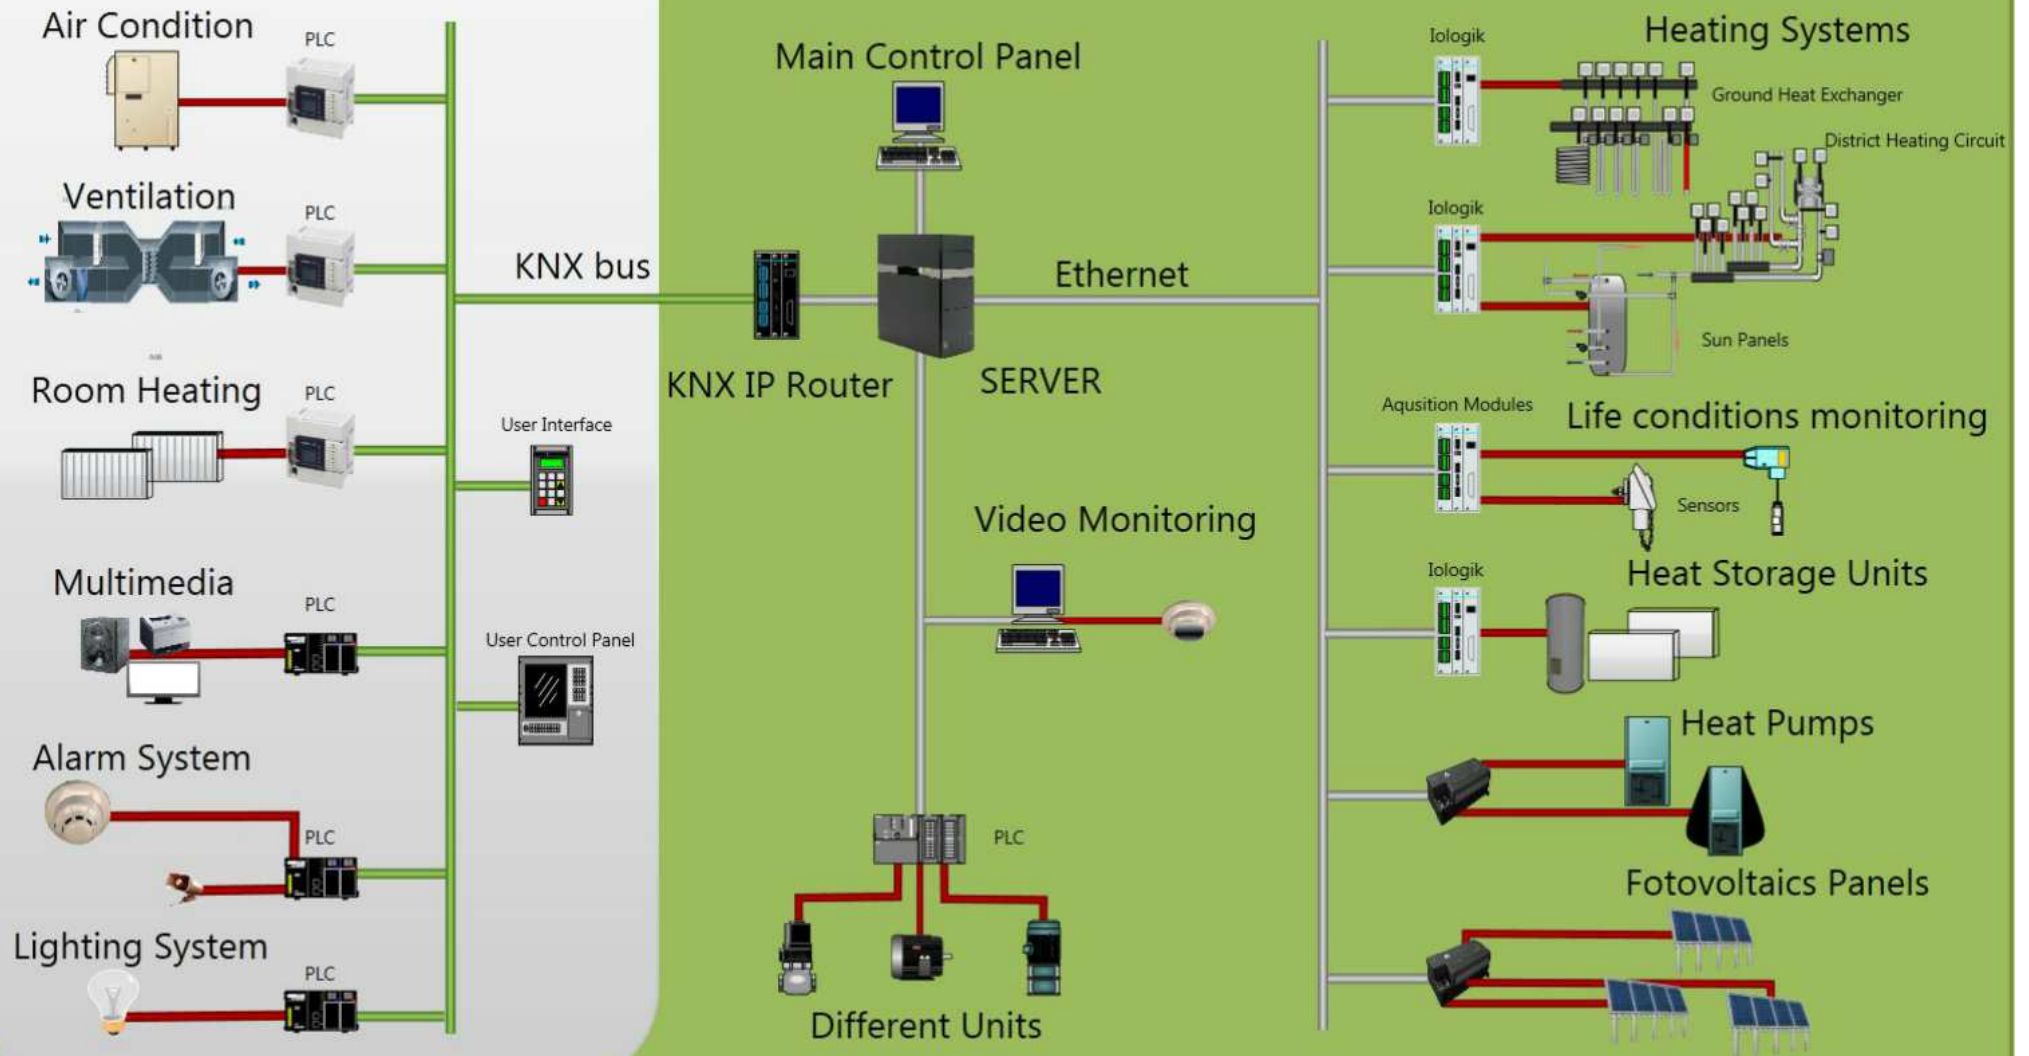 Air Condition
PLC
Ventilation
PLC
Room Heating
PLC
Multimedia
PLC
Alarm System
PLC
Lighting System
PLC
KNX bus
User Interface
User Control Panel
Main Control Panel
KNX IP Router
SERVER
Ethernet
Video Monitoring
PLC
Different Units
Heating Systems
Iologik
Ground Heat Exchanger
District Heating Circuit
Iologik
Sun Panels
Aqusition Modules
Life conditions monitoring
Sensors
Iologik
Heat Storage Units
Heat Pumps
Fotovoltaics Panels